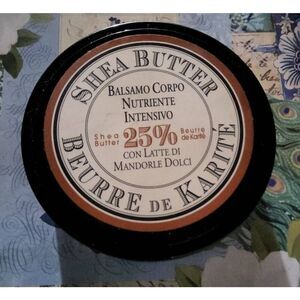 SHEA BUTTER
BALSAMO CORPO
NUTRIENTE
INTENSIVO
Shea
Butter
25%
Beurre
de Karité
CON LATTE DI
MANDORLE DOLCI
BEURRE DE KARITÉ